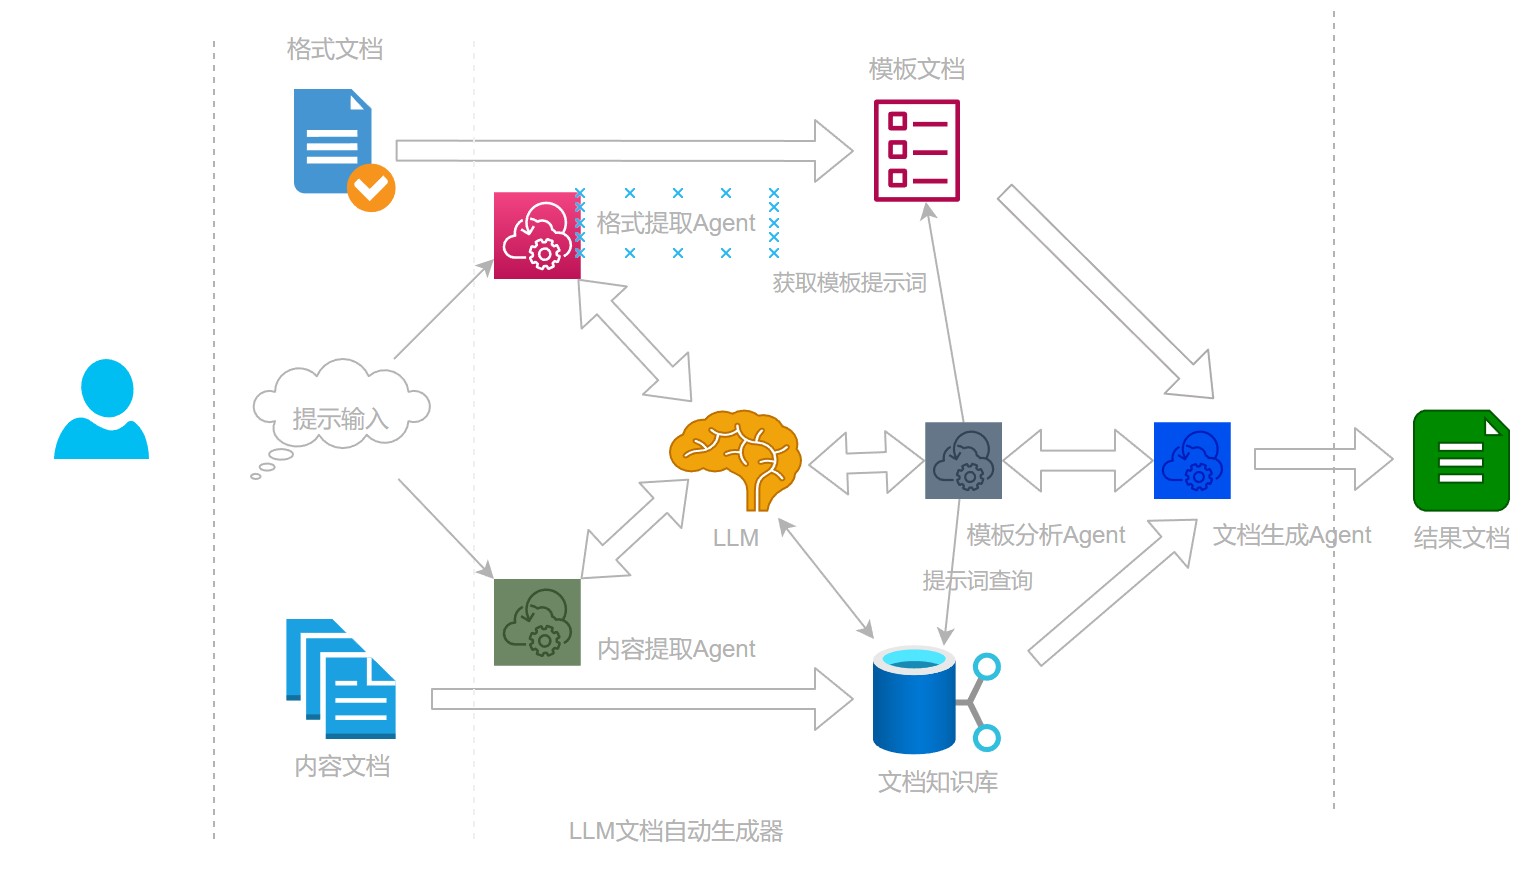 格式文档
模板文档
格式提取Agent
获取模板提示词
提示输入
LLM
模板分析Agent
文档生成Agent
结果文档
提示词查询
内容提取Agent
内容文档
文档知识库
LLM文档自动生成器